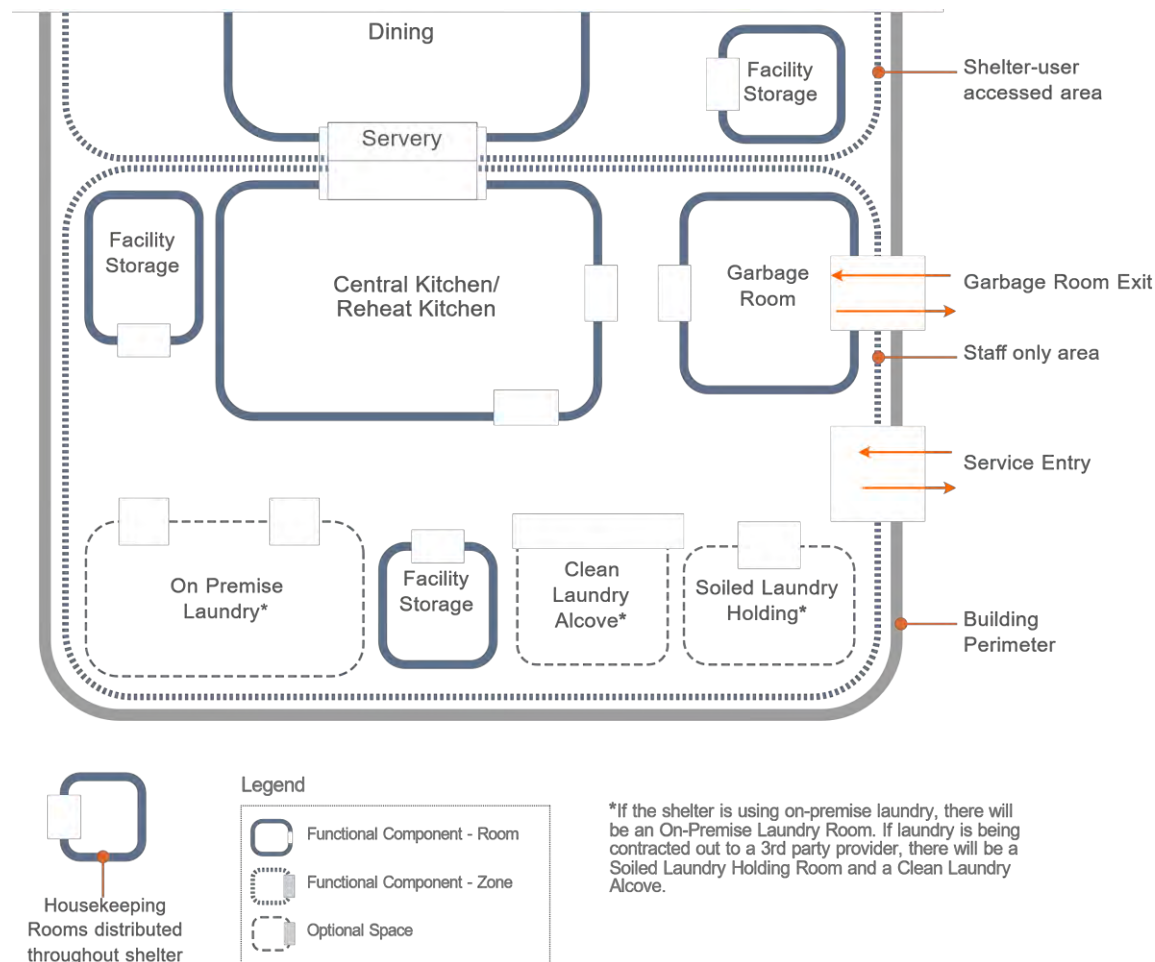 Dining
Facility
Storage
Shelter-user
accessed area
Servery
Facility
Storage
Central Kitchen/
Reheat Kitchen
Garbage
Room
Garbage Room Exit
Staff only area
Service Entry
On Premise
Laundry*
Facility
Storage
Clean
Laundry
Alcove*
Soiled Laundry
Holding*
Building
Perimeter
Housekeeping
Rooms distributed
throughout shelter
Legend
Functional Component - Room
Functional Component - Zone
Optional Space
*If the shelter is using on-premise laundry, there will
be an On-Premise Laundry Room. If laundry is being
contracted out to a 3rd party provider, there will be a
Soiled Laundry Holding Room and a Clean Laundry
Alcove.